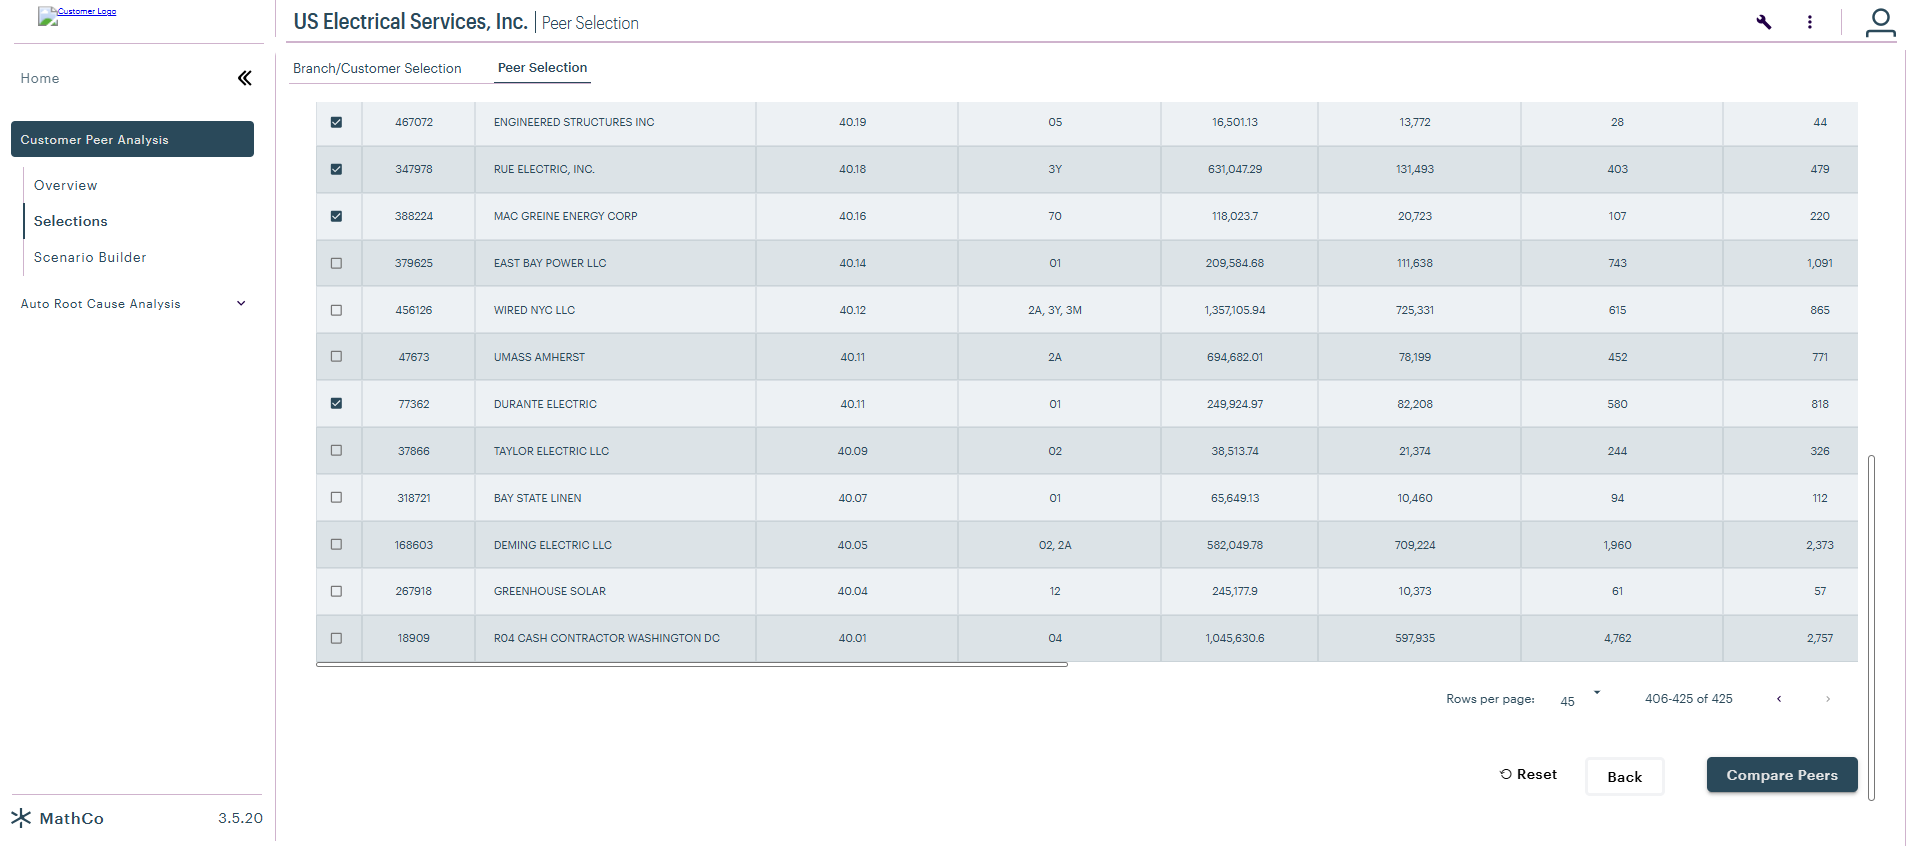 Customer Logo
US Electrical Services, Inc. | Peer Selection
Home
Branch/Customer Selection
Peer Selection
Customer Peer Analysis
Overview
Selections
Scenario Builder
Auto Root Cause Analysis
467072 ENGINEERED STRUCTURES INC 40.19 05 16,501.13 13,772 28 44
347978 RUE ELECTRIC, INC. 40.18 3Y 631,047.29 131,493 403 479
388224 MAC GREINE ENERGY CORP 40.16 70 118,023.7 20,723 107 220
379625 EAST BAY POWER LLC 40.14 01 209,584.68 111,638 743 1,091
456126 WIRED NYC LLC 40.12 2A, 3Y, 3M 1,357,105.94 725,331 615 865
47673 UMASS AMHERST 40.11 2A 694,682.01 78,199 452 771
77362 DURANTE ELECTRIC 40.11 01 249,924.97 82,208 580 818
37866 TAYLOR ELECTRIC LLC 40.09 02 38,513.74 21,374 244 326
318721 BAY STATE LINEN 40.07 01 65,649.13 10,460 94 112
168603 DEMING ELECTRIC LLC 40.05 02, 2A 582,049.78 709,224 1,960 2,373
267918 GREENHOUSE SOLAR 40.04 12 245,177.9 10,373 61 57
18909 R04 CASH CONTRACTOR WASHINGTON DC 40.01 04 1,045,630.6 597,935 4,762 2,757
Rows per page: 45 406-425 of 425
Reset
Back
Compare Peers
MathCo 3.5.20